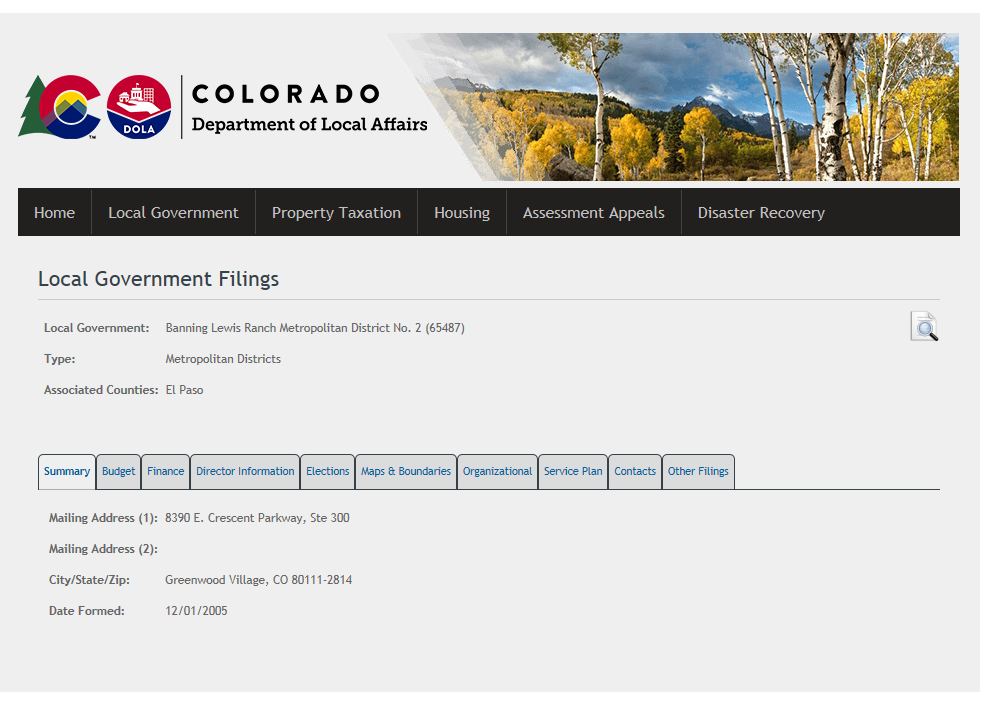 COLORADO
Department of Local Affairs
DOLA
TM
Home Local Government Property Taxation Housing Assessment Appeals Disaster Recovery
Local Government Filings
Local Government: Banning Lewis Ranch Metropolitan District No. 2 (65487)
Type: Metropolitan Districts
Associated Counties: El Paso
Summary Budget Finance Director Information Elections Maps & Boundaries Organizational Service Plan Contacts Other Filings
Mailing Address (1): 8390 E. Crescent Parkway, Ste 300
Mailing Address (2):
City/State/Zip: Greenwood Village, CO 80111-2814
Date Formed: 12/01/2005